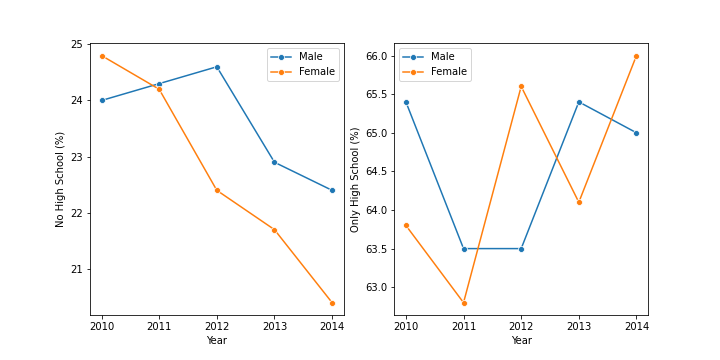 25
24
23
22
21
No High School (%)
2010 2011 2012 2013 2014
Year
Male
Female
66.0
65.5
65.0
64.5
64.0
63.5
63.0
Only High School (%)
2010 2011 2012 2013 2014
Year
Male
Female